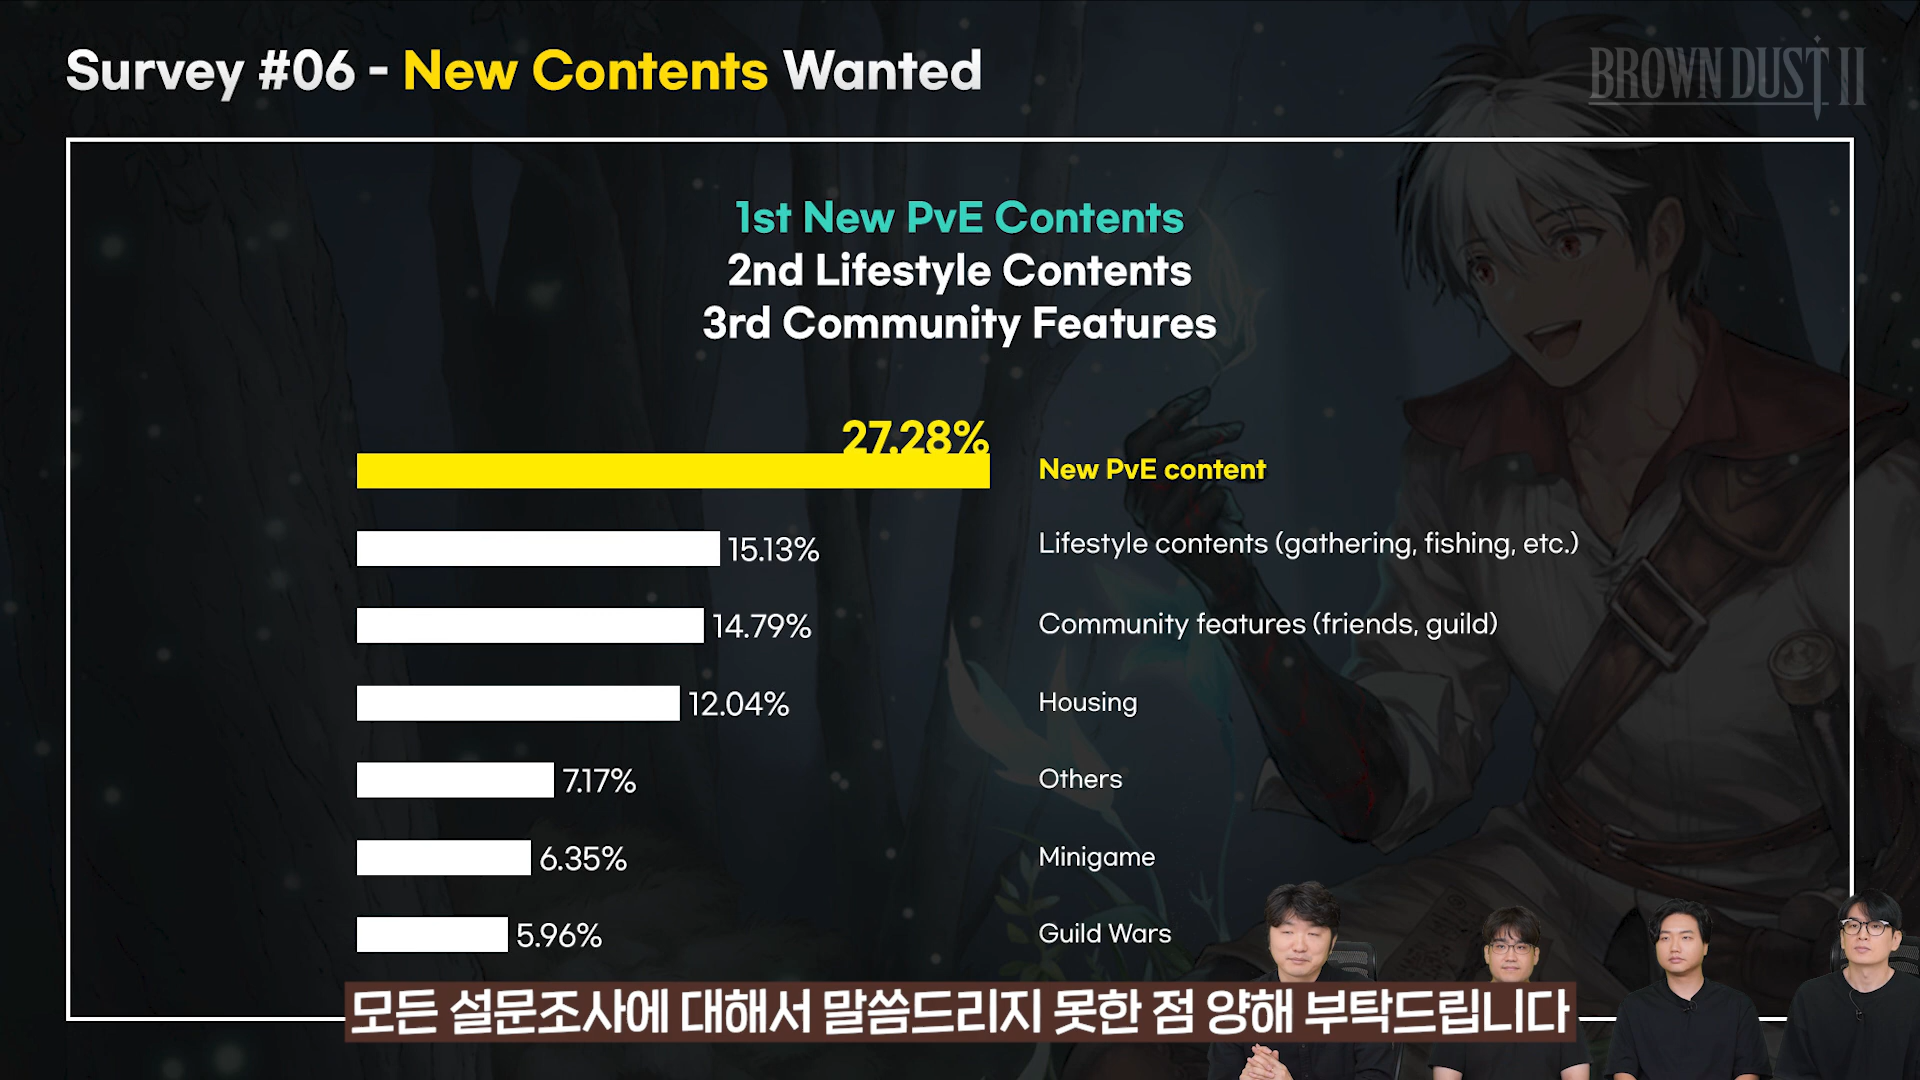 Survey #06 - New Contents Wanted
BROWN DUST II
1st New PvE Contents
2nd Lifestyle Contents
3rd Community Features
27.28%
New PvE content
15.13%
Lifestyle contents (gathering, fishing, etc.)
14.79%
Community features (friends, guild)
12.04%
Housing
7.17%
Others
6.35%
Minigame
5.96%
Guild Wars
모든 설문조사에 대해서 말씀드리지 못한 점 양해 부탁드립니다